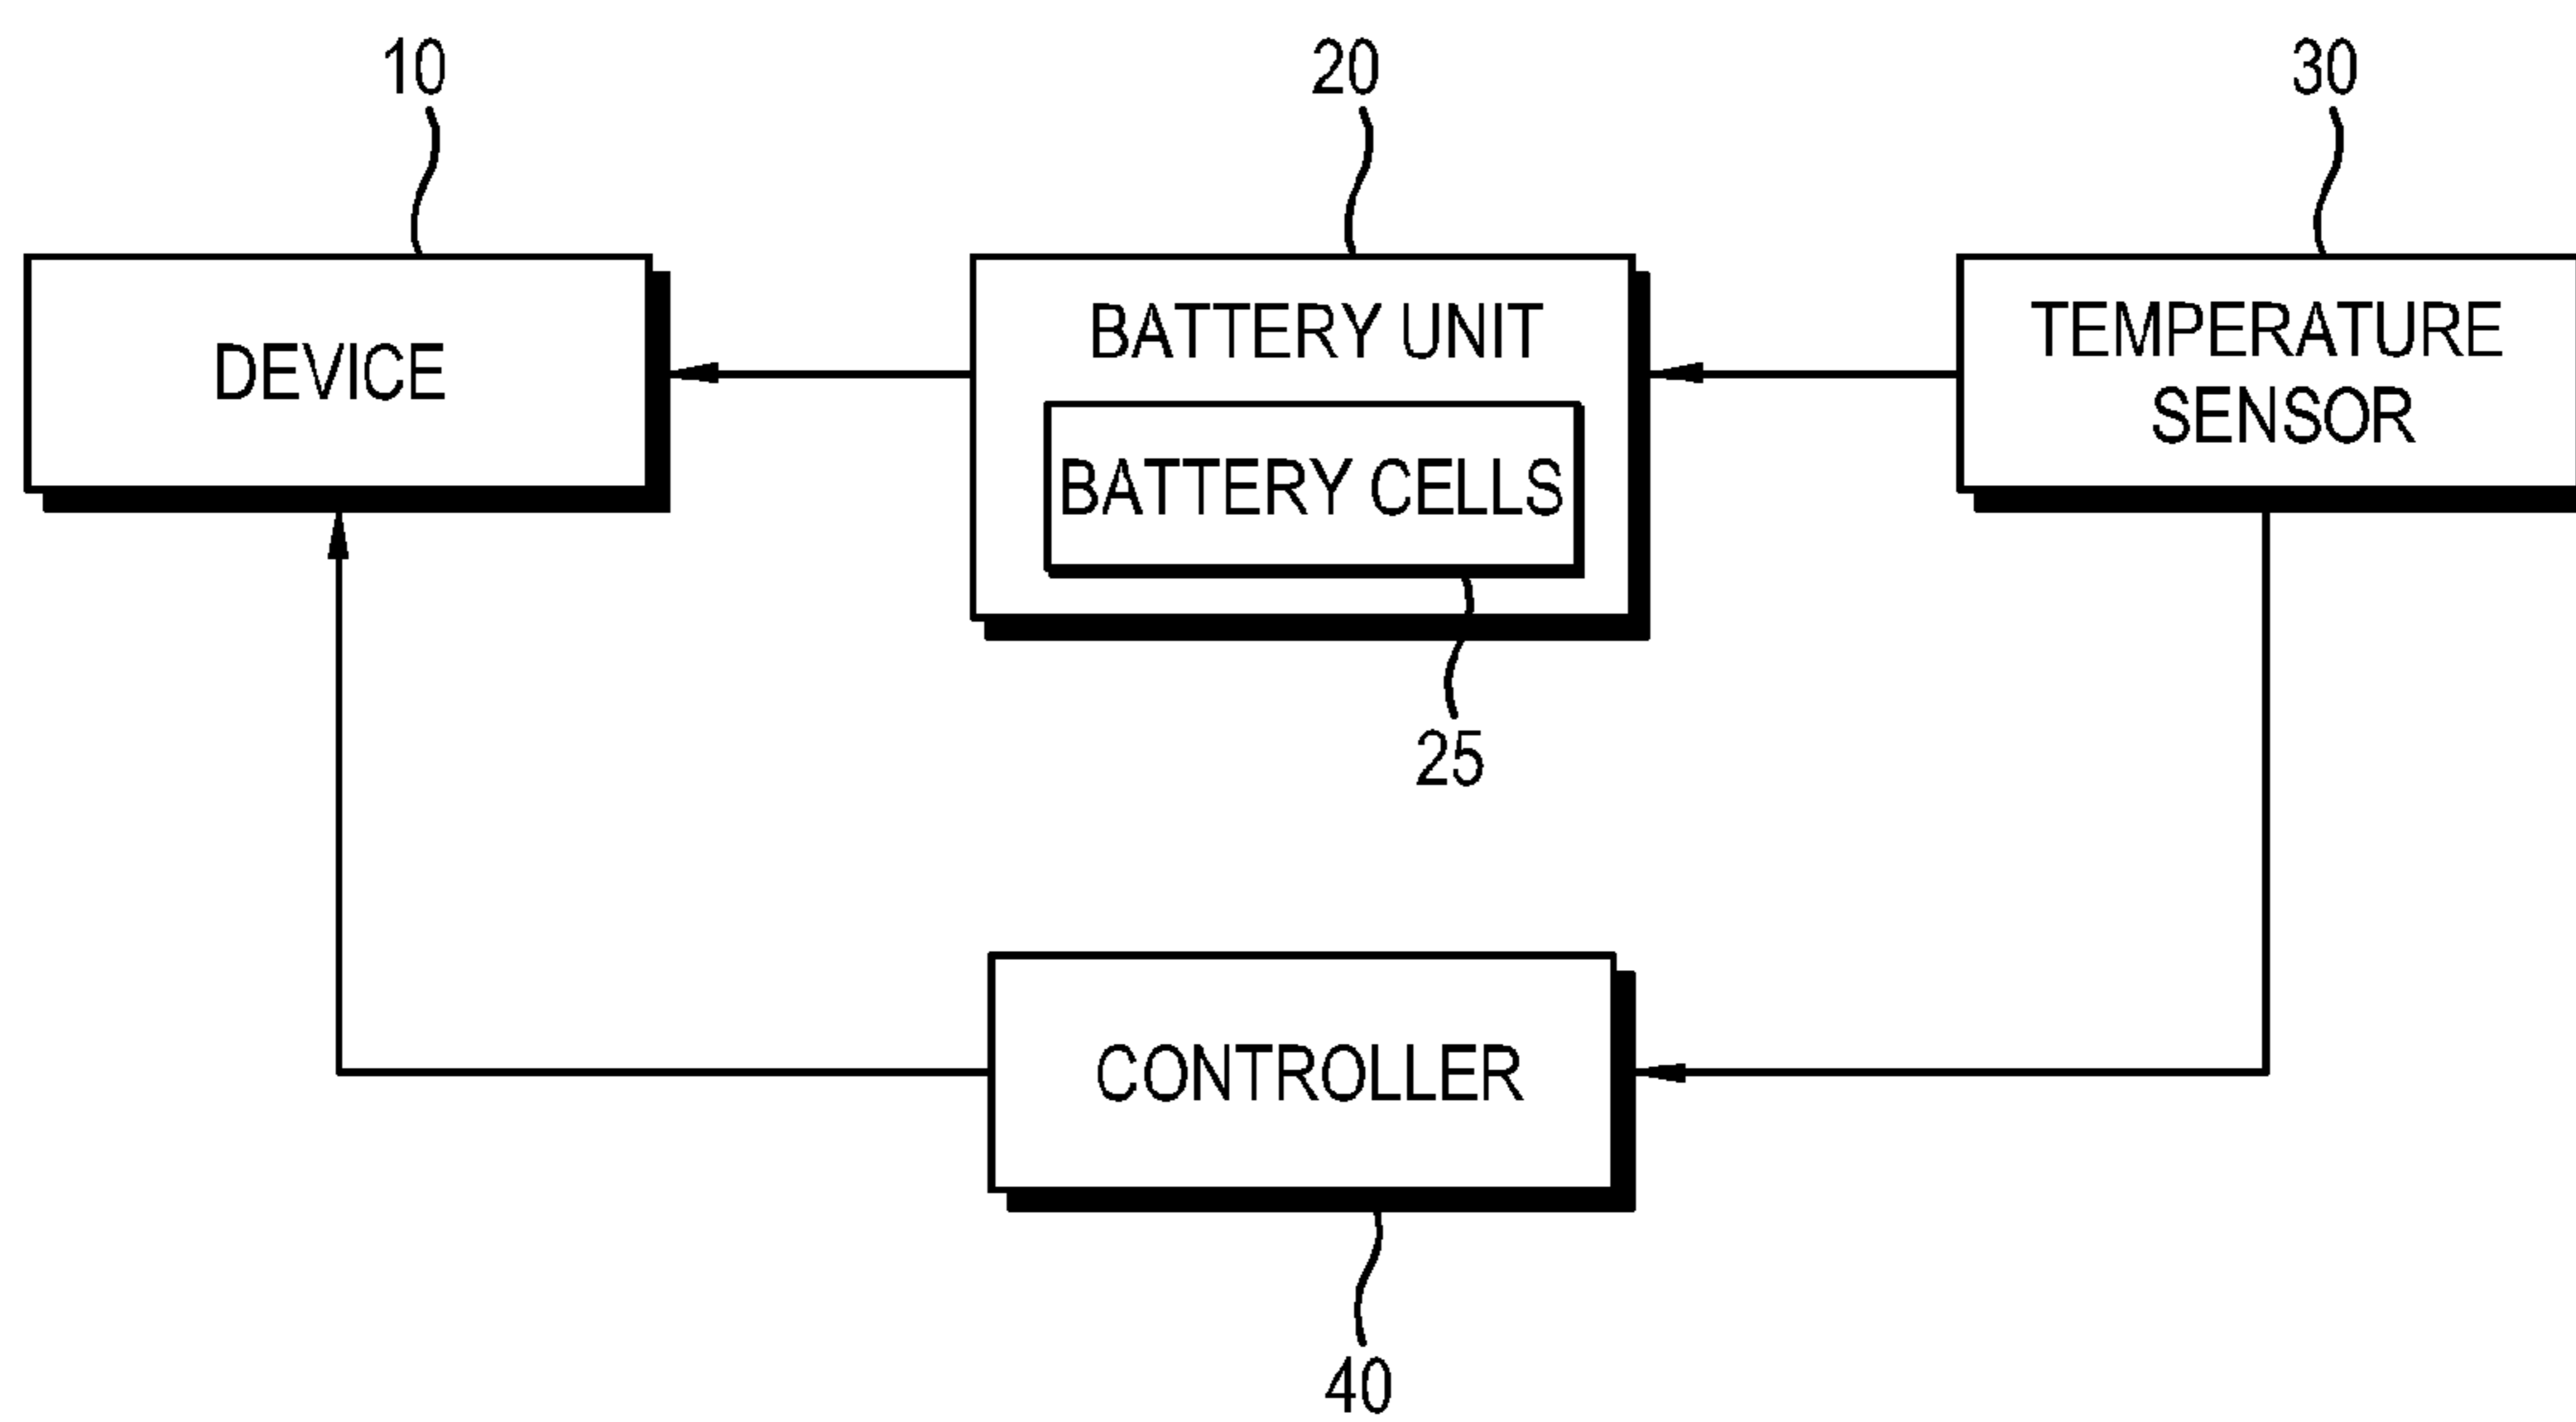 10
20
30
DEVICE
BATTERY UNIT
BATTERY CELLS
TEMPERATURE
SENSOR
25
CONTROLLER
40